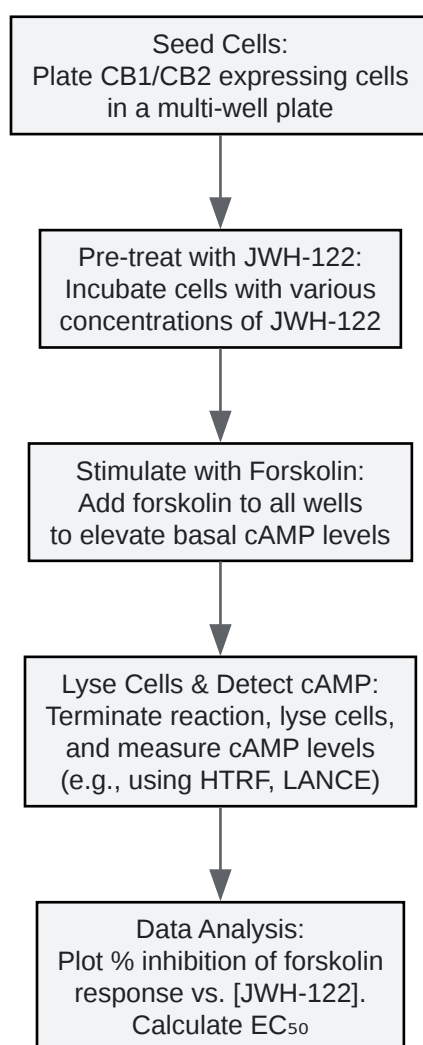 Seed Cells:
Plate CB1/CB2 expressing cells
in a multi-well plate
Pre-treat with JWH-122:
Incubate cells with various
concentrations of JWH-122
Stimulate with Forskolin:
Add forskolin to all wells
to elevate basal cAMP levels
Lyse Cells & Detect cAMP:
Terminate reaction, lyse cells,
and measure cAMP levels
(e.g., using HTRF, LANCE)
Data Analysis:
Plot % inhibition of forskolin
response vs. [JWH-122].
Calculate EC₅₀